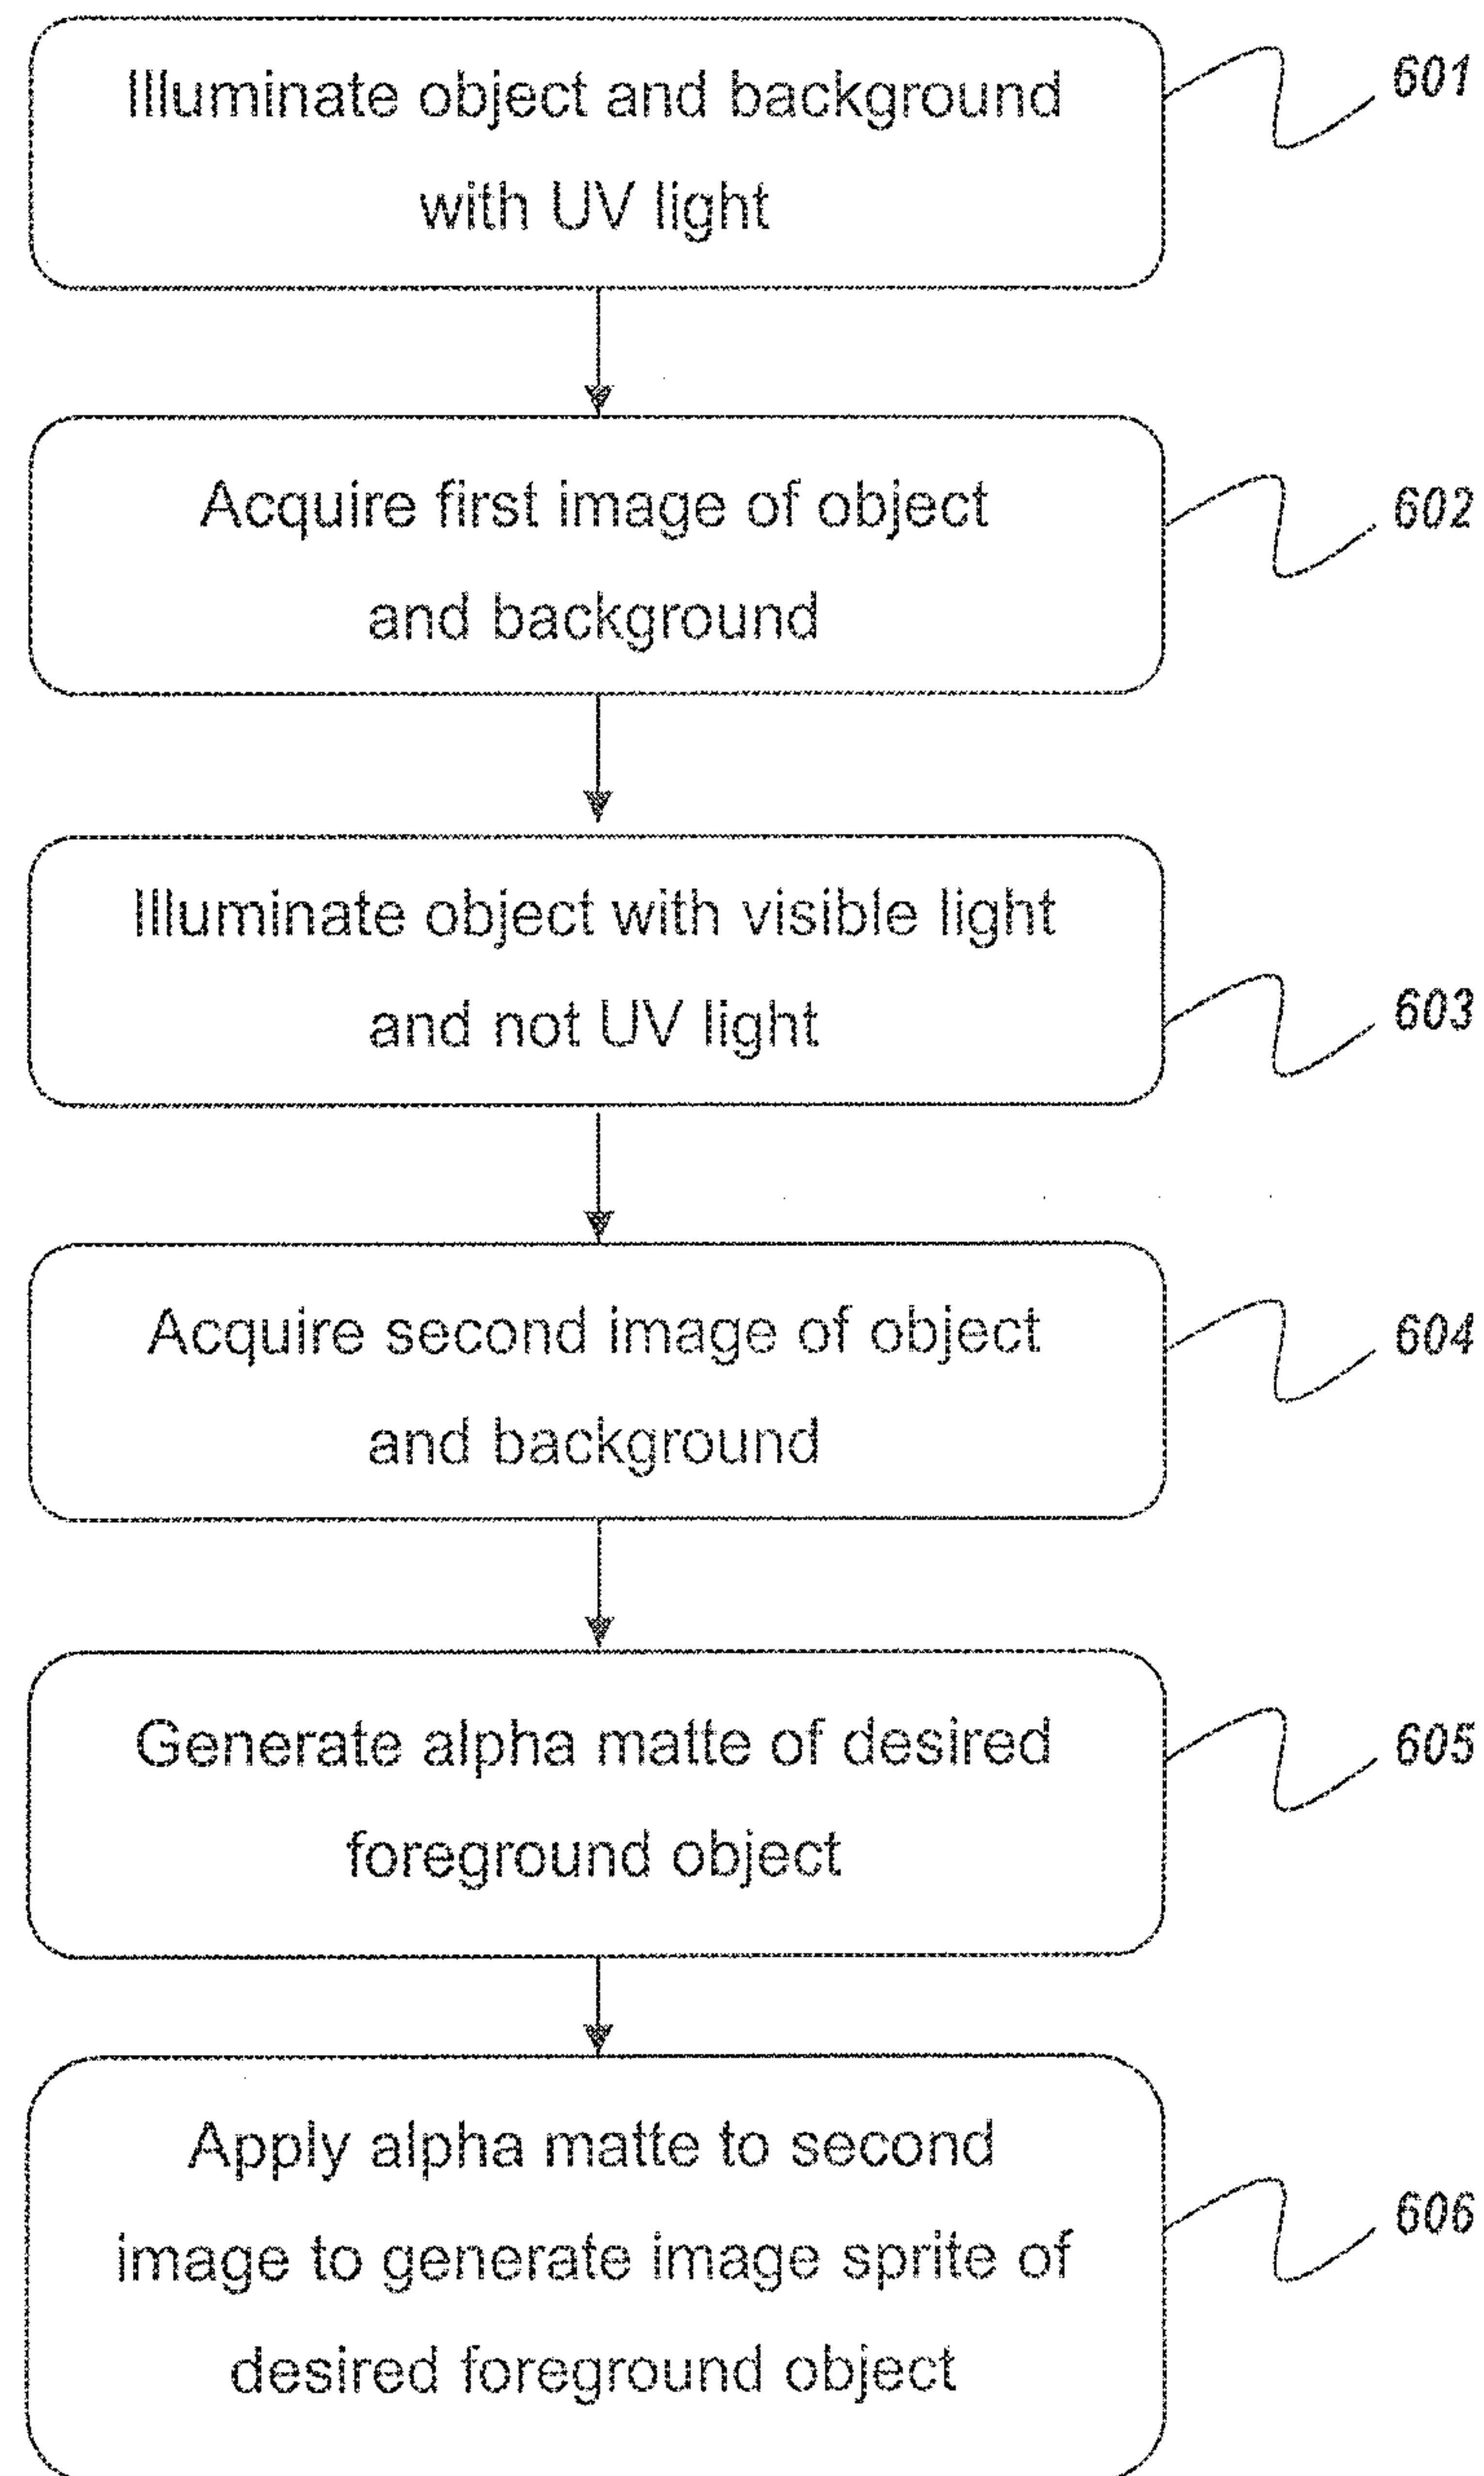 Illuminate object and background
with UV light
601
Acquire first image of object
and background
602
Illuminate object with visible light
and not UV light
603
Acquire second image of object
and background
604
Generate alpha matte of desired
foreground object
605
Apply alpha matte to second
image to generate image sprite of
desired foreground object
606